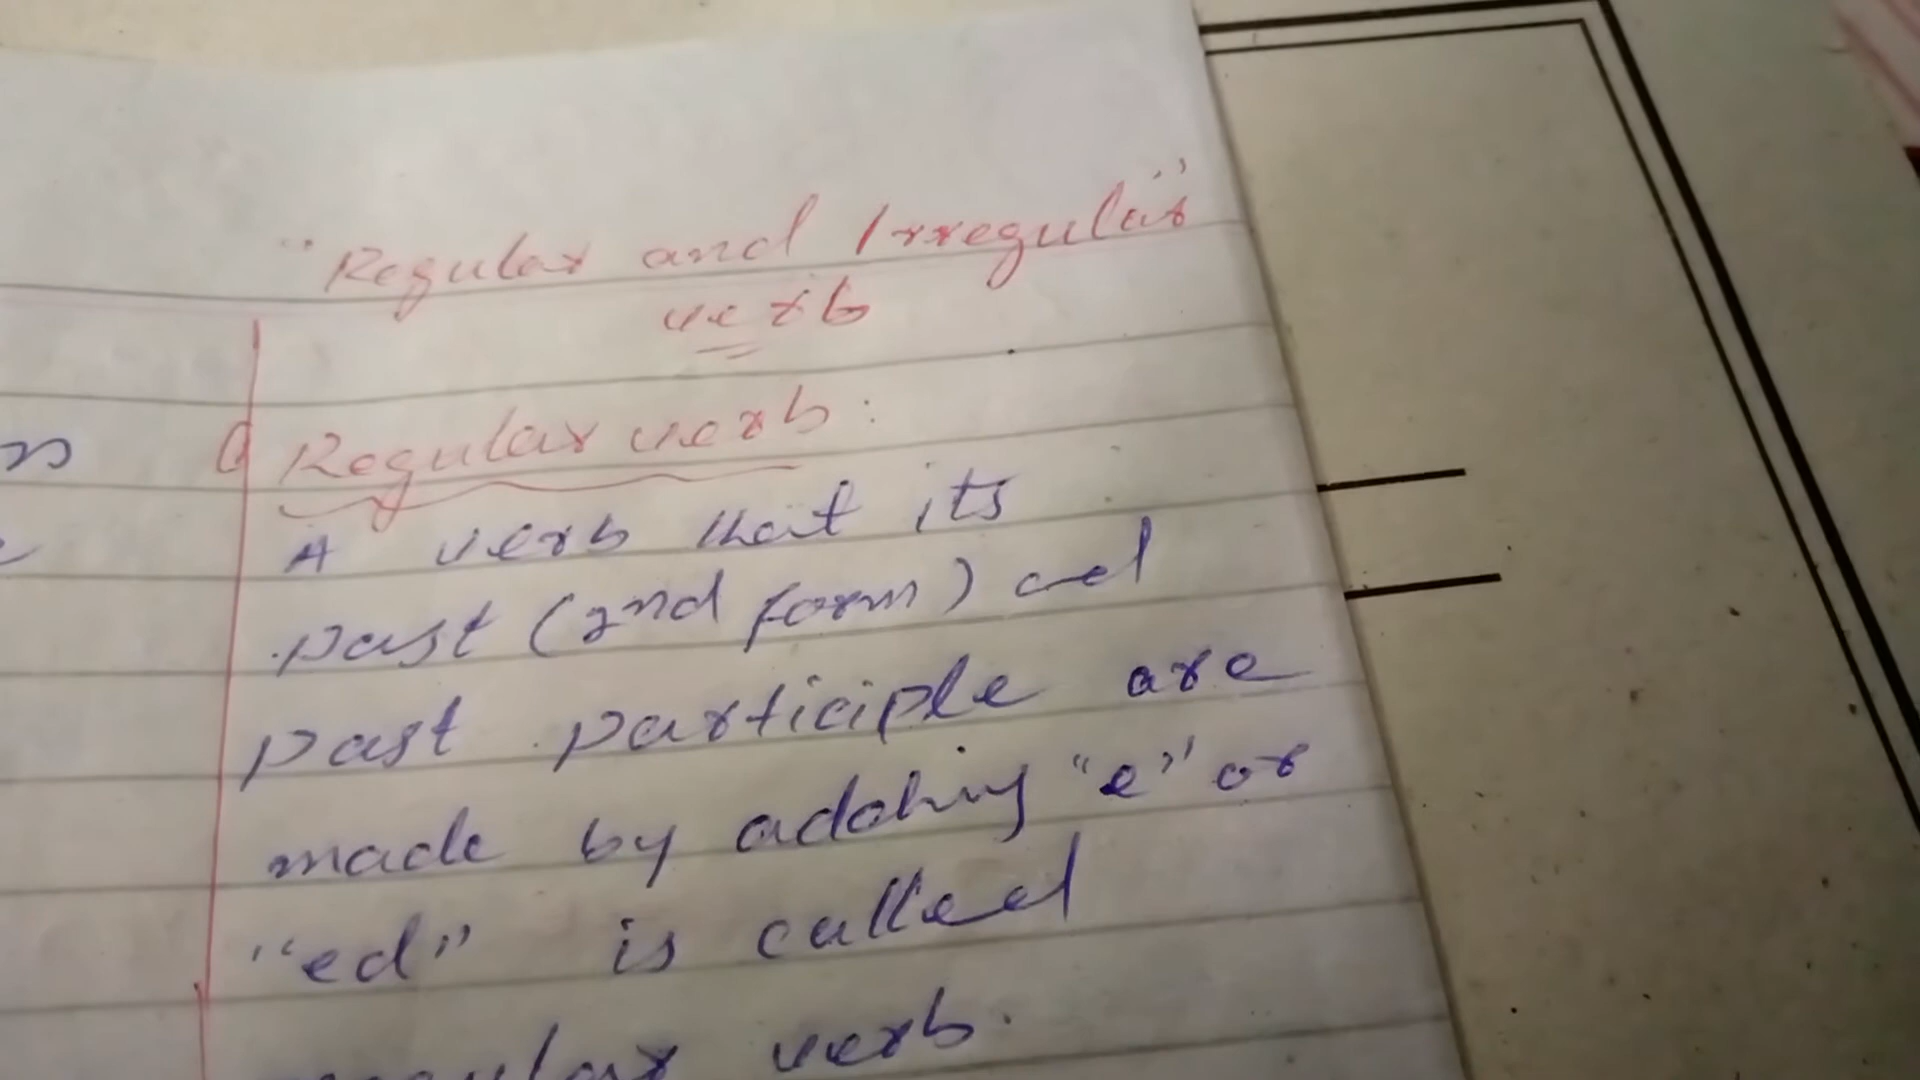 "Regular and Irregular"
verb
Regular verb:
A verb that its
past (2nd form) and
past participle are
made by adding "e" or
"ed" is called
regular verb.